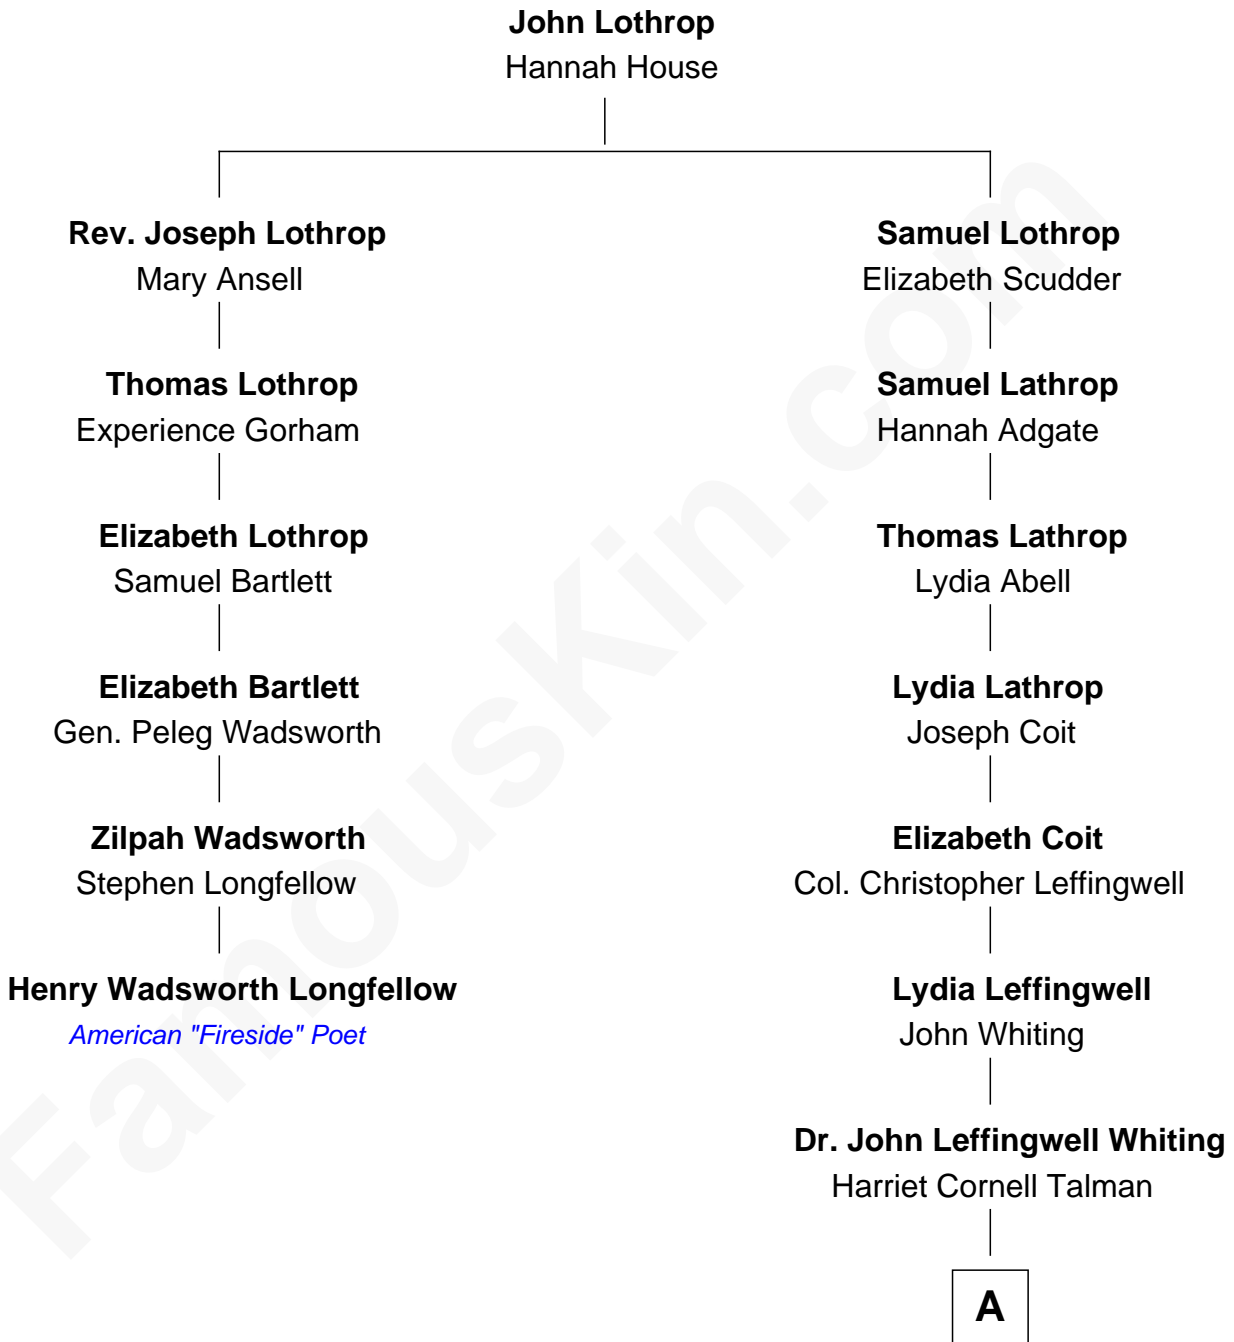 John Lothrop
Hannah House
Rev. Joseph Lothrop
Mary Ansell
Samuel Lothrop
Elizabeth Scudder
Thomas Lothrop
Experience Gorham
Samuel Lathrop
Hannah Adgate
Elizabeth Lothrop
Samuel Bartlett
Thomas Lathrop
Lydia Abell
Elizabeth Bartlett
Gen. Peleg Wadsworth
Lydia Lathrop
Joseph Coit
Zilpah Wadsworth
Stephen Longfellow
Elizabeth Coit
Col. Christopher Leffingwell
Henry Wadsworth Longfellow
American "Fireside" Poet
Lydia Leffingwell
John Whiting
Dr. John Leffingwell Whiting
Harriet Cornell Talman
A
FamousKin.com